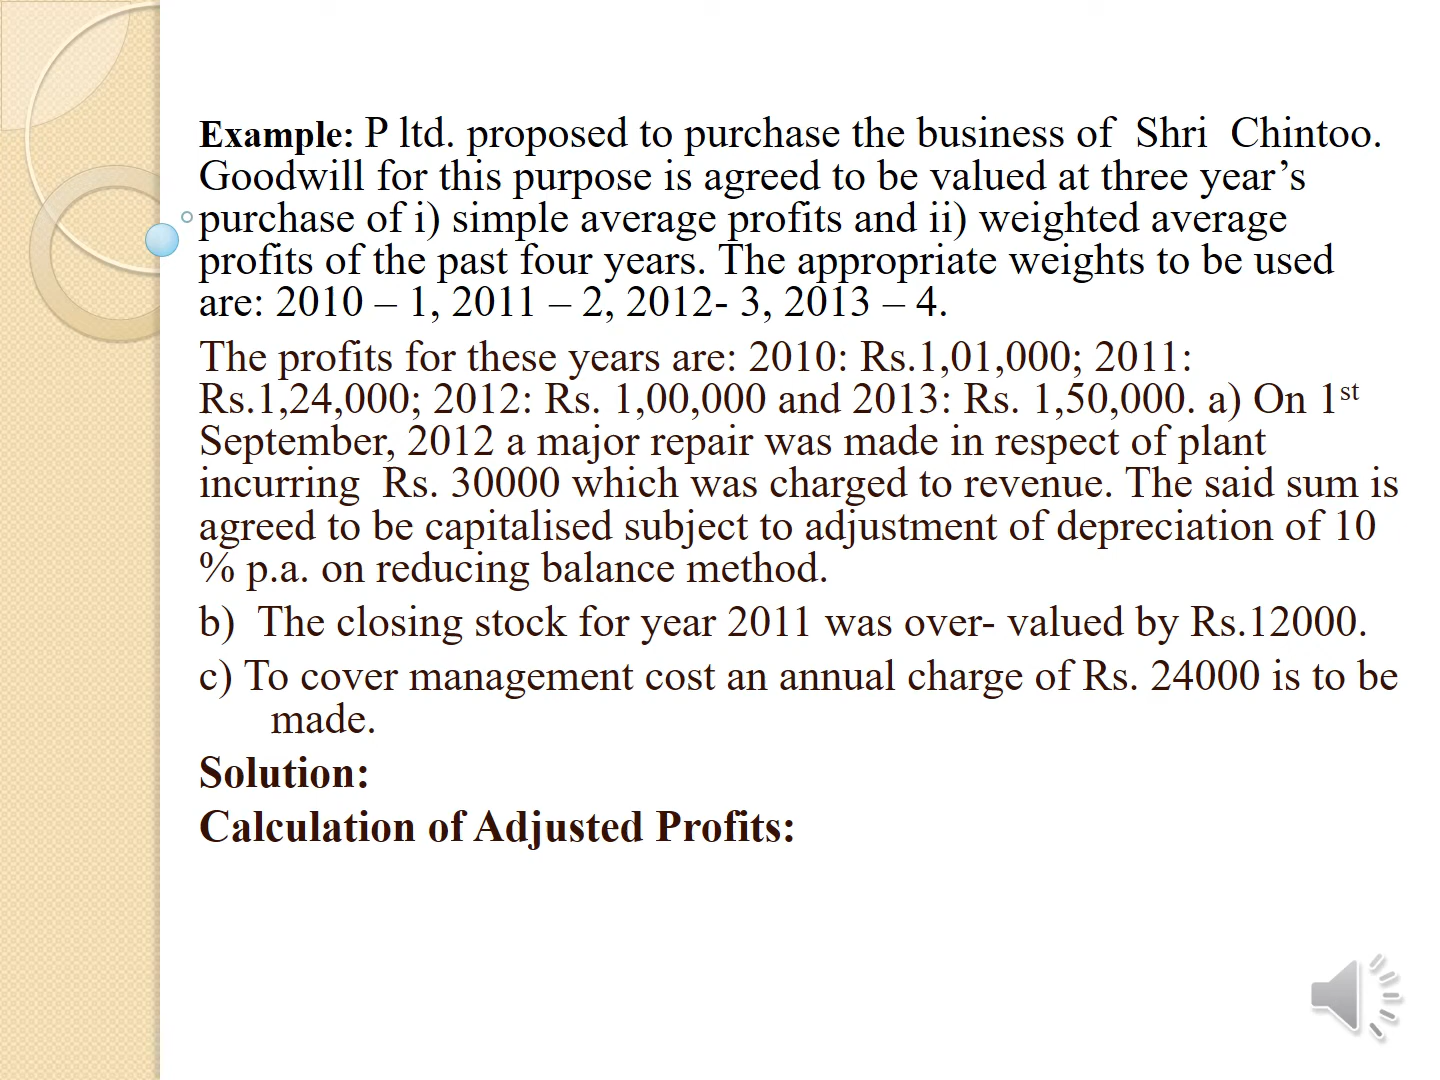 Example: P ltd. proposed to purchase the business of Shri Chintoo.
Goodwill for this purpose is agreed to be valued at three year’s
purchase of i) simple average profits and ii) weighted average
profits of the past four years. The appropriate weights to be used
are: 2010 – 1, 2011 – 2, 2012- 3, 2013 – 4.
The profits for these years are: 2010: Rs.1,01,000; 2011:
Rs.1,24,000; 2012: Rs. 1,00,000 and 2013: Rs. 1,50,000. a) On 1st
September, 2012 a major repair was made in respect of plant
incurring Rs. 30000 which was charged to revenue. The said sum is
agreed to be capitalised subject to adjustment of depreciation of 10
% p.a. on reducing balance method.
b) The closing stock for year 2011 was over- valued by Rs.12000.
c) To cover management cost an annual charge of Rs. 24000 is to be
made.
Solution:
Calculation of Adjusted Profits: